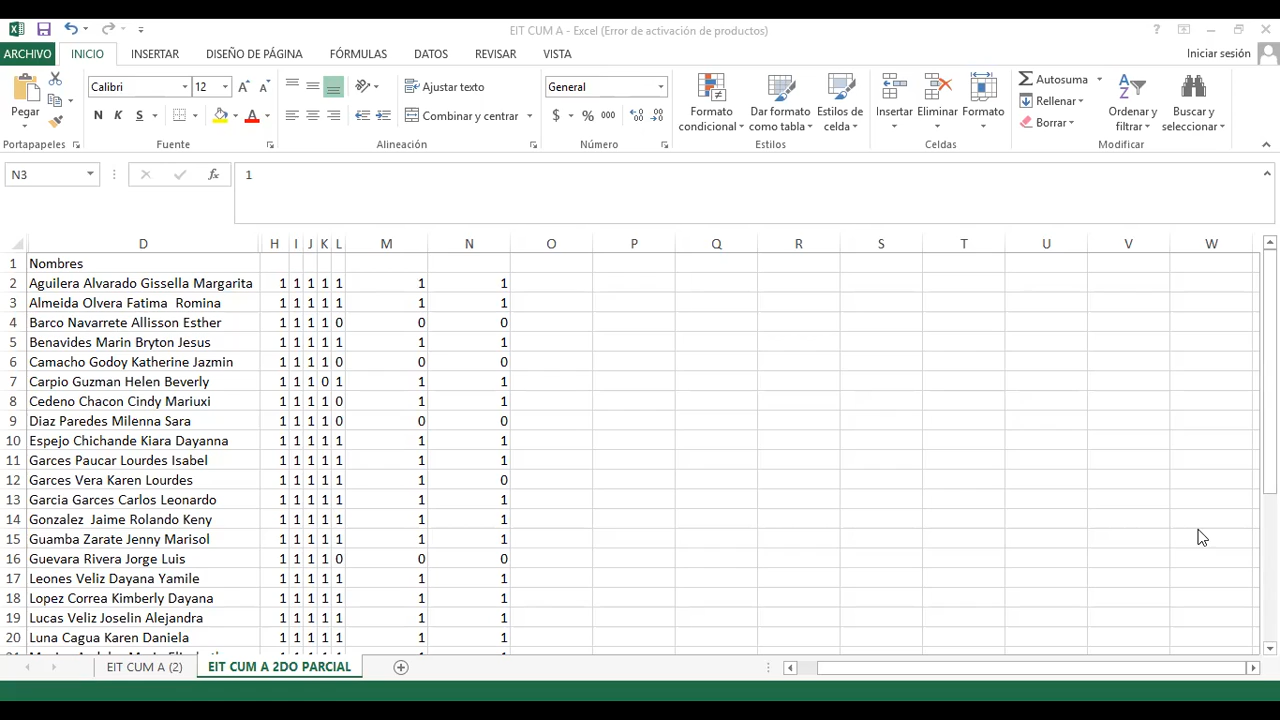 EIT CUM A - Excel (Error de activación de productos)
ARCHIVO INICIO INSERTAR DISEÑO DE PÁGINA FÓRMULAS DATOS REVISAR VISTA Iniciar sesión
Pegar
Calibri 12
N K S
Ajustar texto
Combinar y centrar
General
$ % 000
Formato condicional
Dar formato como tabla
Estilos de celda
Insertar Eliminar Formato
Autosuma
Rellenar
Borrar
Ordenar y filtrar
Buscar y seleccionar
Portapapeles Fuente Alineación Número Estilos Celdas Modificar
N3 fx 1
D H I J K L M N O P Q R S T U V W
1 Nombres
2 Aguilera Alvarado Gissella Margarita 1 1 1 1 1 1 1
3 Almeida Olvera Fatima  Romina 1 1 1 1 1 1 1
4 Barco Navarrete Allisson Esther 1 1 1 1 0 0 0
5 Benavides Marin Bryton Jesus 1 1 1 1 1 1 1
6 Camacho Godoy Katherine Jazmin 1 1 1 1 0 0 0
7 Carpio Guzman Helen Beverly 1 1 1 0 1 1 1
8 Cedeno Chacon Cindy Mariuxi 1 1 1 1 0 1 1
9 Diaz Paredes Milenna Sara 1 1 1 1 0 0 0
10 Espejo Chichande Kiara Dayanna 1 1 1 1 1 1 1
11 Garces Paucar Lourdes Isabel 1 1 1 1 1 1 1
12 Garces Vera Karen Lourdes 1 1 1 1 1 1 0
13 Garcia Garces Carlos Leonardo 1 1 1 1 1 1 1
14 Gonzalez  Jaime Rolando Keny 1 1 1 1 1 1 1
15 Guamba Zarate Jenny Marisol 1 1 1 1 1 1 1
16 Guevara Rivera Jorge Luis 1 1 1 1 0 0 0
17 Leones Veliz Dayana Yamile 1 1 1 1 1 1 1
18 Lopez Correa Kimberly Dayana 1 1 1 1 1 1 1
19 Lucas Veliz Joselin Alejandra 1 1 1 1 1 1 1
20 Luna Cagua Karen Daniela 1 1 1 1 1 1 1
EIT CUM A (2) EIT CUM A 2DO PARCIAL